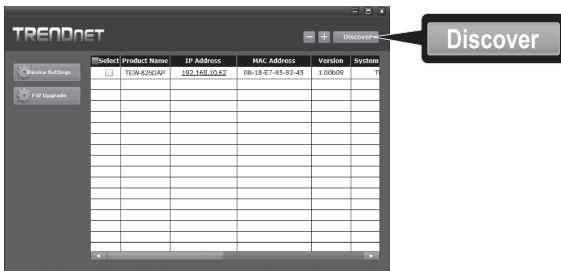 TRENDnet
Discover
Discover
Select Product Name IP Address MAC Address Version System
TEW-825DAP 192.168.10.62 00-18-E7-95-92-45 1.00b09
Device Settings
FW Upgrade